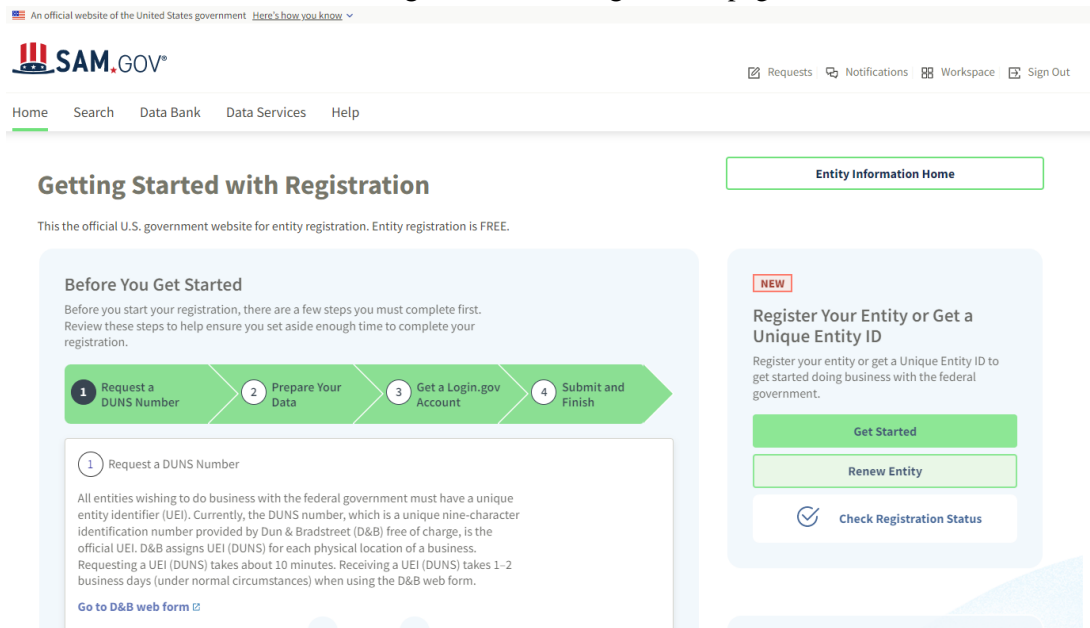 An official website of the United States government Here's how you know
SAM.GOV®
Requests Notifications Workspace Sign Out
Home Search Data Bank Data Services Help
Getting Started with Registration
Entity Information Home
This the official U.S. government website for entity registration. Entity registration is FREE.
Before You Get Started
Before you start your registration, there are a few steps you must complete first.
Review these steps to help ensure you set aside enough time to complete your
registration.
1 Request a
DUNS Number
2 Prepare Your
Data
3 Get a Login.gov
Account
4 Submit and
Finish
1 Request a DUNS Number
All entities wishing to do business with the federal government must have a unique
entity identifier (UEI). Currently, the DUNS number, which is a unique nine-character
identification number provided by Dun & Bradstreet (D&B) free of charge, is the
official UEI. D&B assigns UEI (DUNS) for each physical location of a business.
Requesting a UEI (DUNS) takes about 10 minutes. Receiving a UEI (DUNS) takes 1–2
business days (under normal circumstances) when using the D&B web form.
Go to D&B web form
NEW
Register Your Entity or Get a
Unique Entity ID
Register your entity or get a Unique Entity ID to
get started doing business with the federal
government.
Get Started
Renew Entity
Check Registration Status